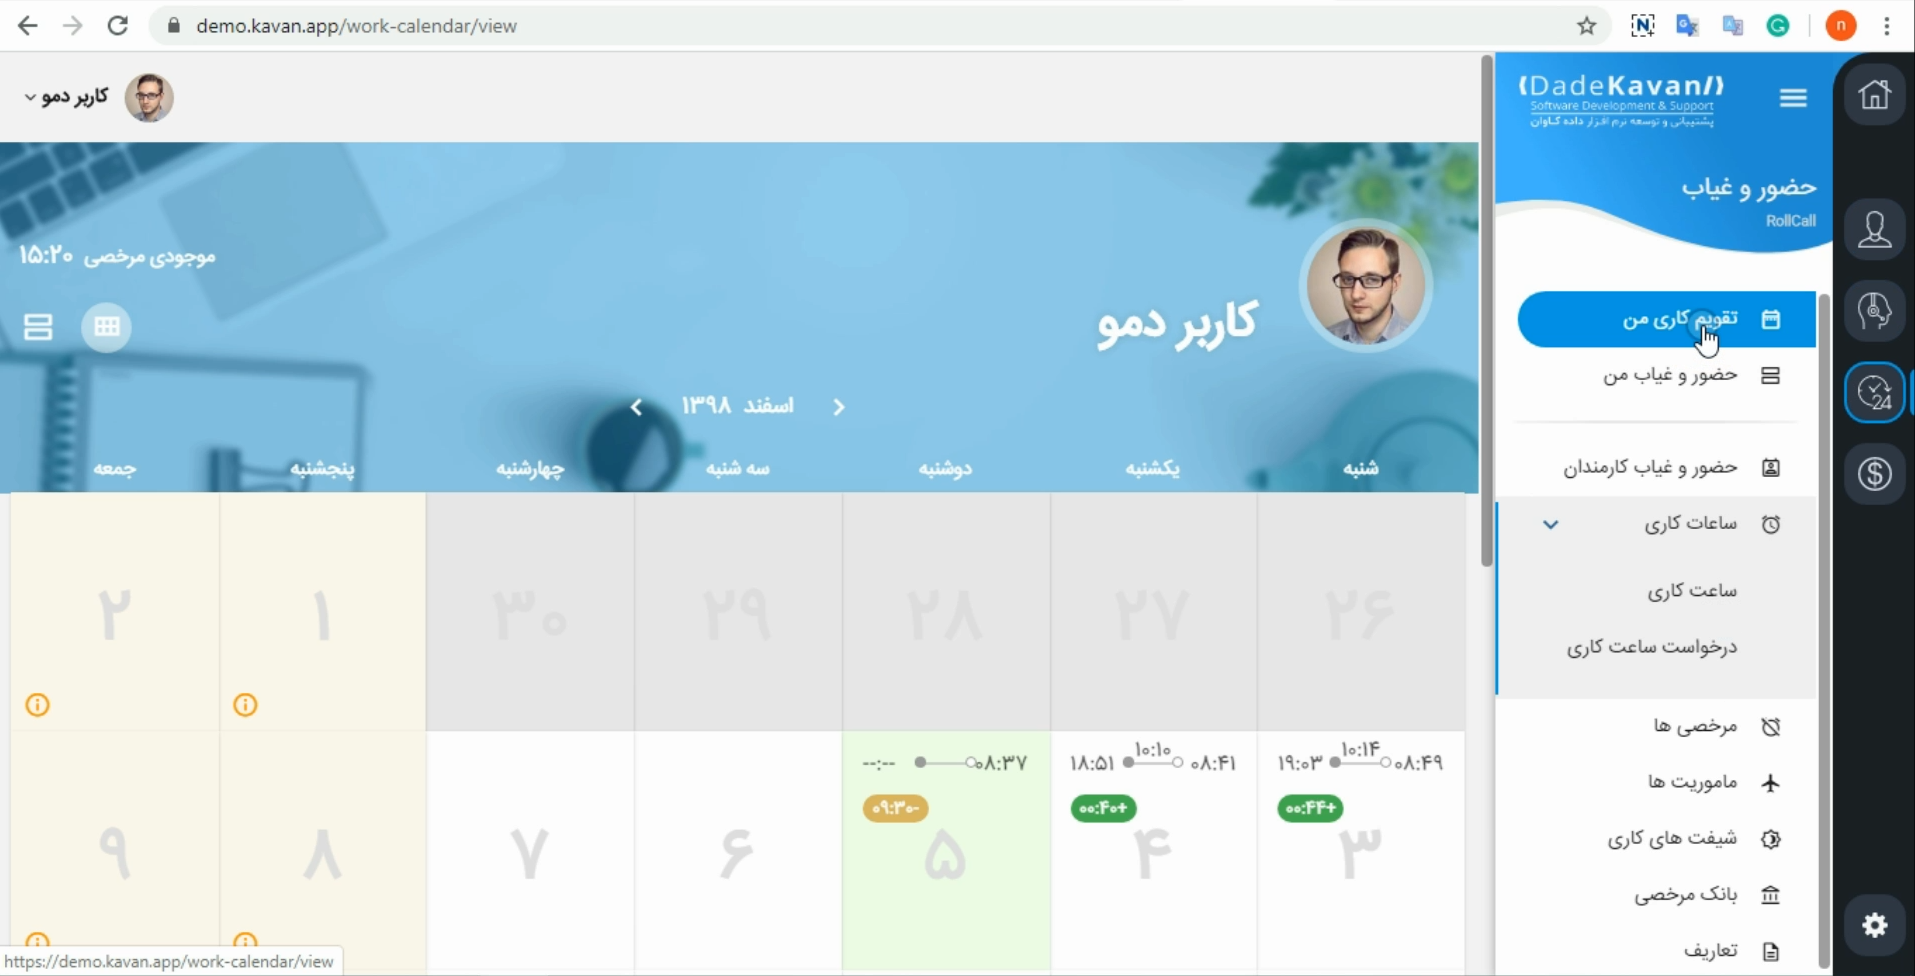 demo.kavan.app/work-calendar/view
n
کاربر دمو
(DadeKavan/)
Software Development & Support
پشتیبانی و توسعه نرم افزار داده کاوان
حضور و غیاب
RollCall
موجودی مرخصی ۱۵:۲۰
کاربر دمو
اسفند ۱۳۹۸
شنبه
یکشنبه
دوشنبه
سه شنبه
چهارشنبه
پنجشنبه
جمعه
۲۶
۲۷
۲۸
۲۹
۳۰
۱
۲
۰۸:۴۹ ۱۰:۱۴ ۱۹:۰۳
+۰۰:۴۴
۳
۰۸:۴۱ ۱۰:۱۰ ۱۸:۵۱
+۰۰:۴۰
۴
۰۸:۳۷ --:--
-۰۹:۳۰
۵
۶
۷
۸
۹
تقویم کاری من
حضور و غیاب من
حضور و غیاب کارمندان
ساعات کاری
ساعت کاری
درخواست ساعت کاری
مرخصی ها
ماموریت ها
شیفت های کاری
بانک مرخصی
تعاریف
24
$
https://demo.kavan.app/work-calendar/view